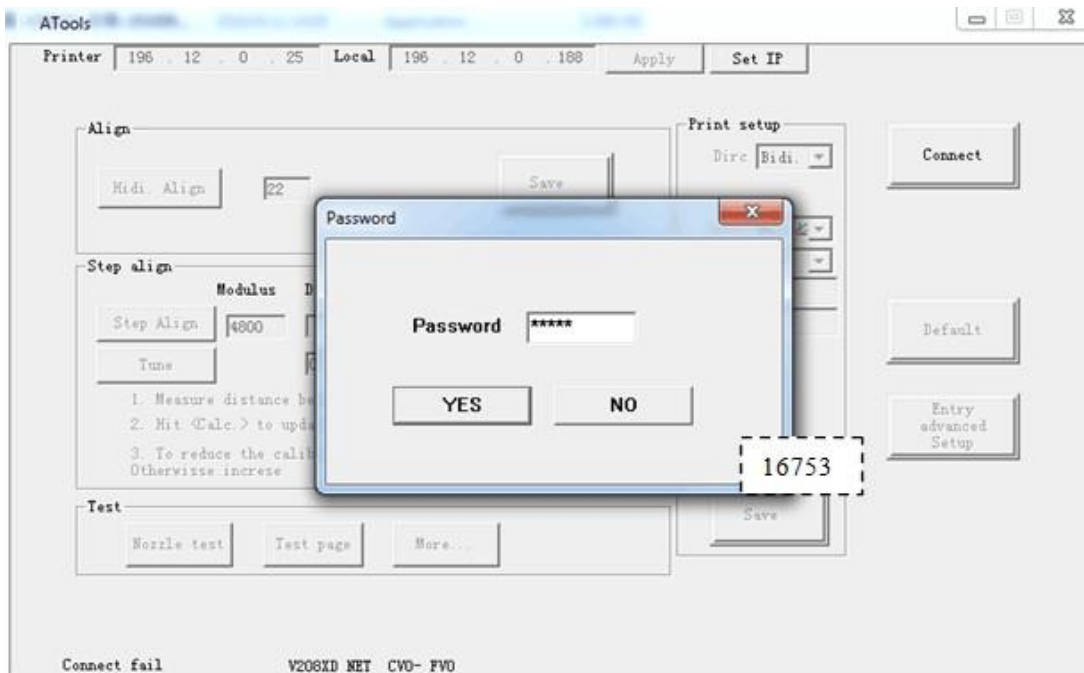 ATools
Printer 196 . 12 . 0 . 25 Local 196 . 12 . 0 . 188 Apply Set IP
Align
Print setup
Dirc Bidi.
Connect
Midi. Align 22 Save
Password
Step align
Modulus D
Step Align 4800
Password *****
Default
Tune
1. Measure distance be
YES NO
Entry advanced Setup
2. Hit <Calc.> to upda
3. To reduce the calib
Otherwisse increse
16753
Test
Save
Nozzle test Test page More...
Connect fail V208XD NET CVO- FVO